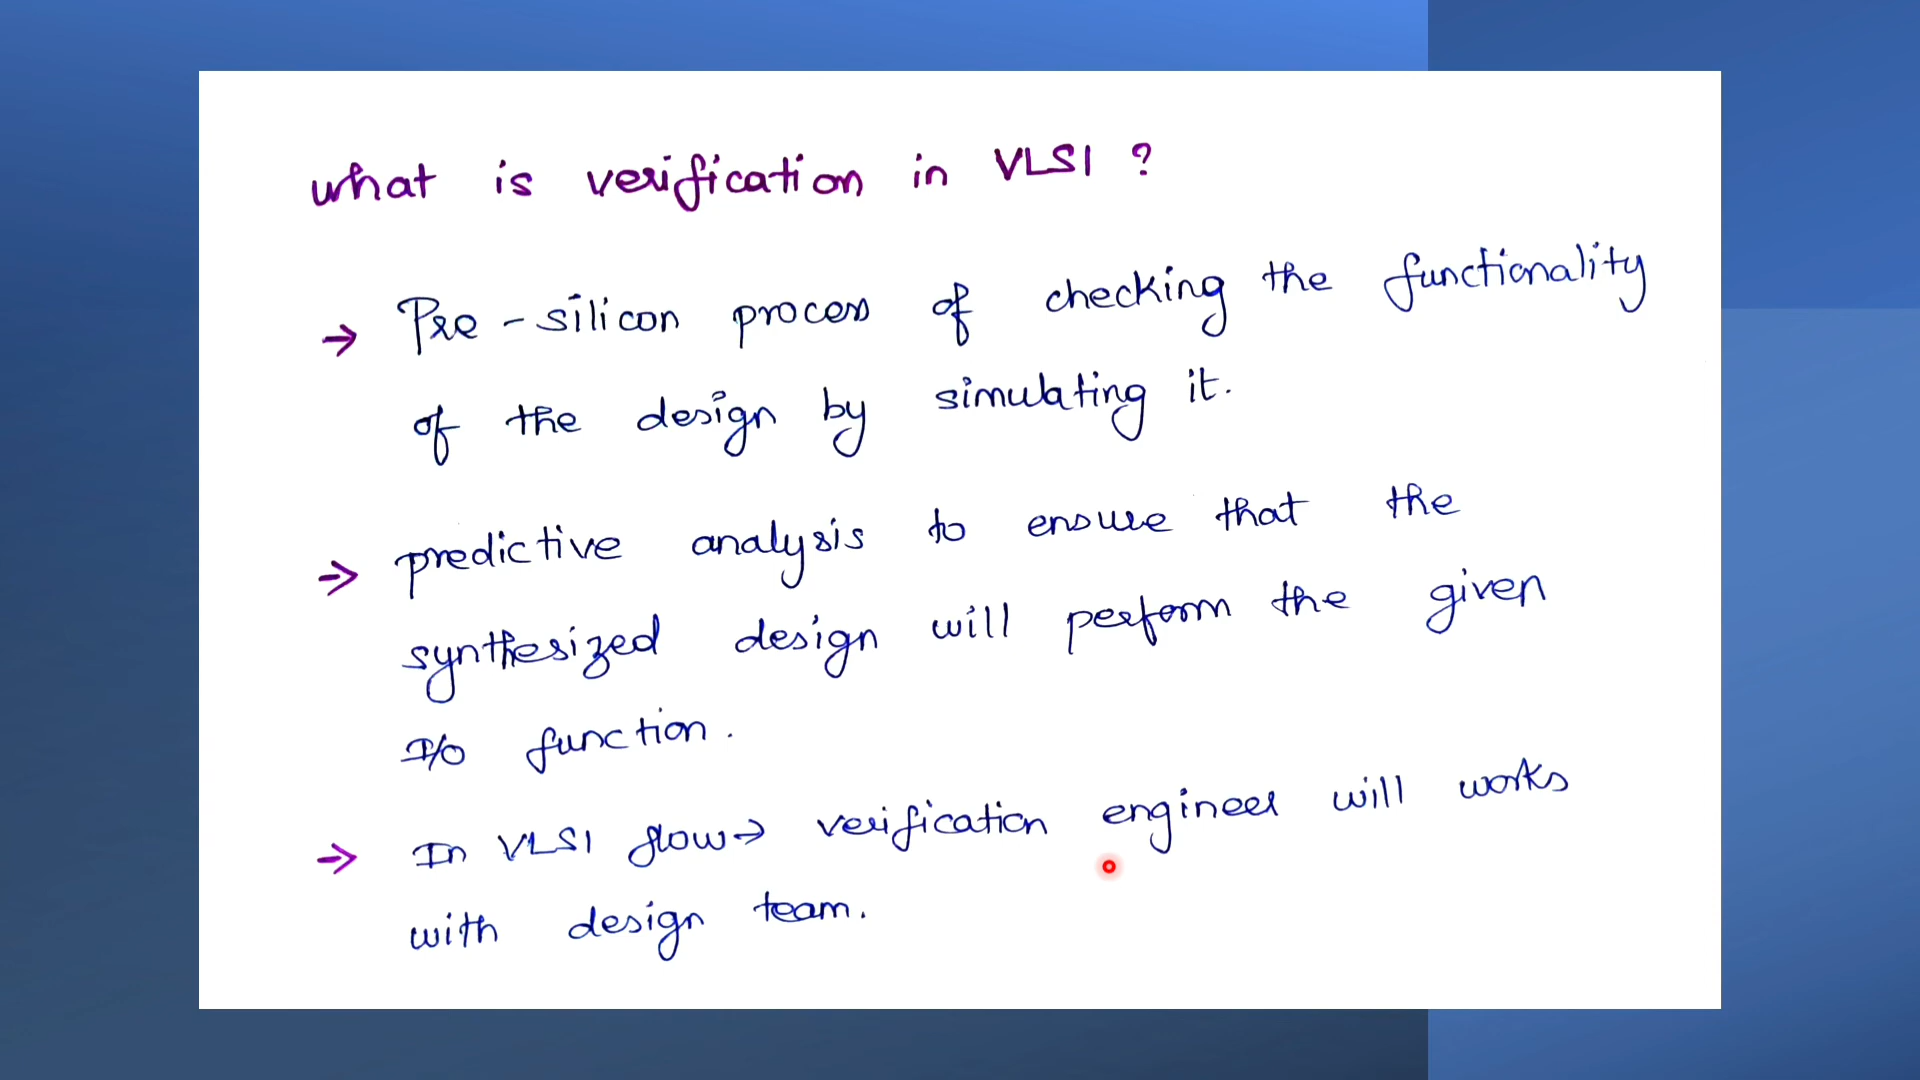 what is verification in VLSI ?
→ Pre - silicon process of checking the functionality
of the design by simulating it.
→ predictive analysis to ensure that the
synthesized design will perform the given
I/O function.
→ In VLSI flow → verification engineer will works
with design team.